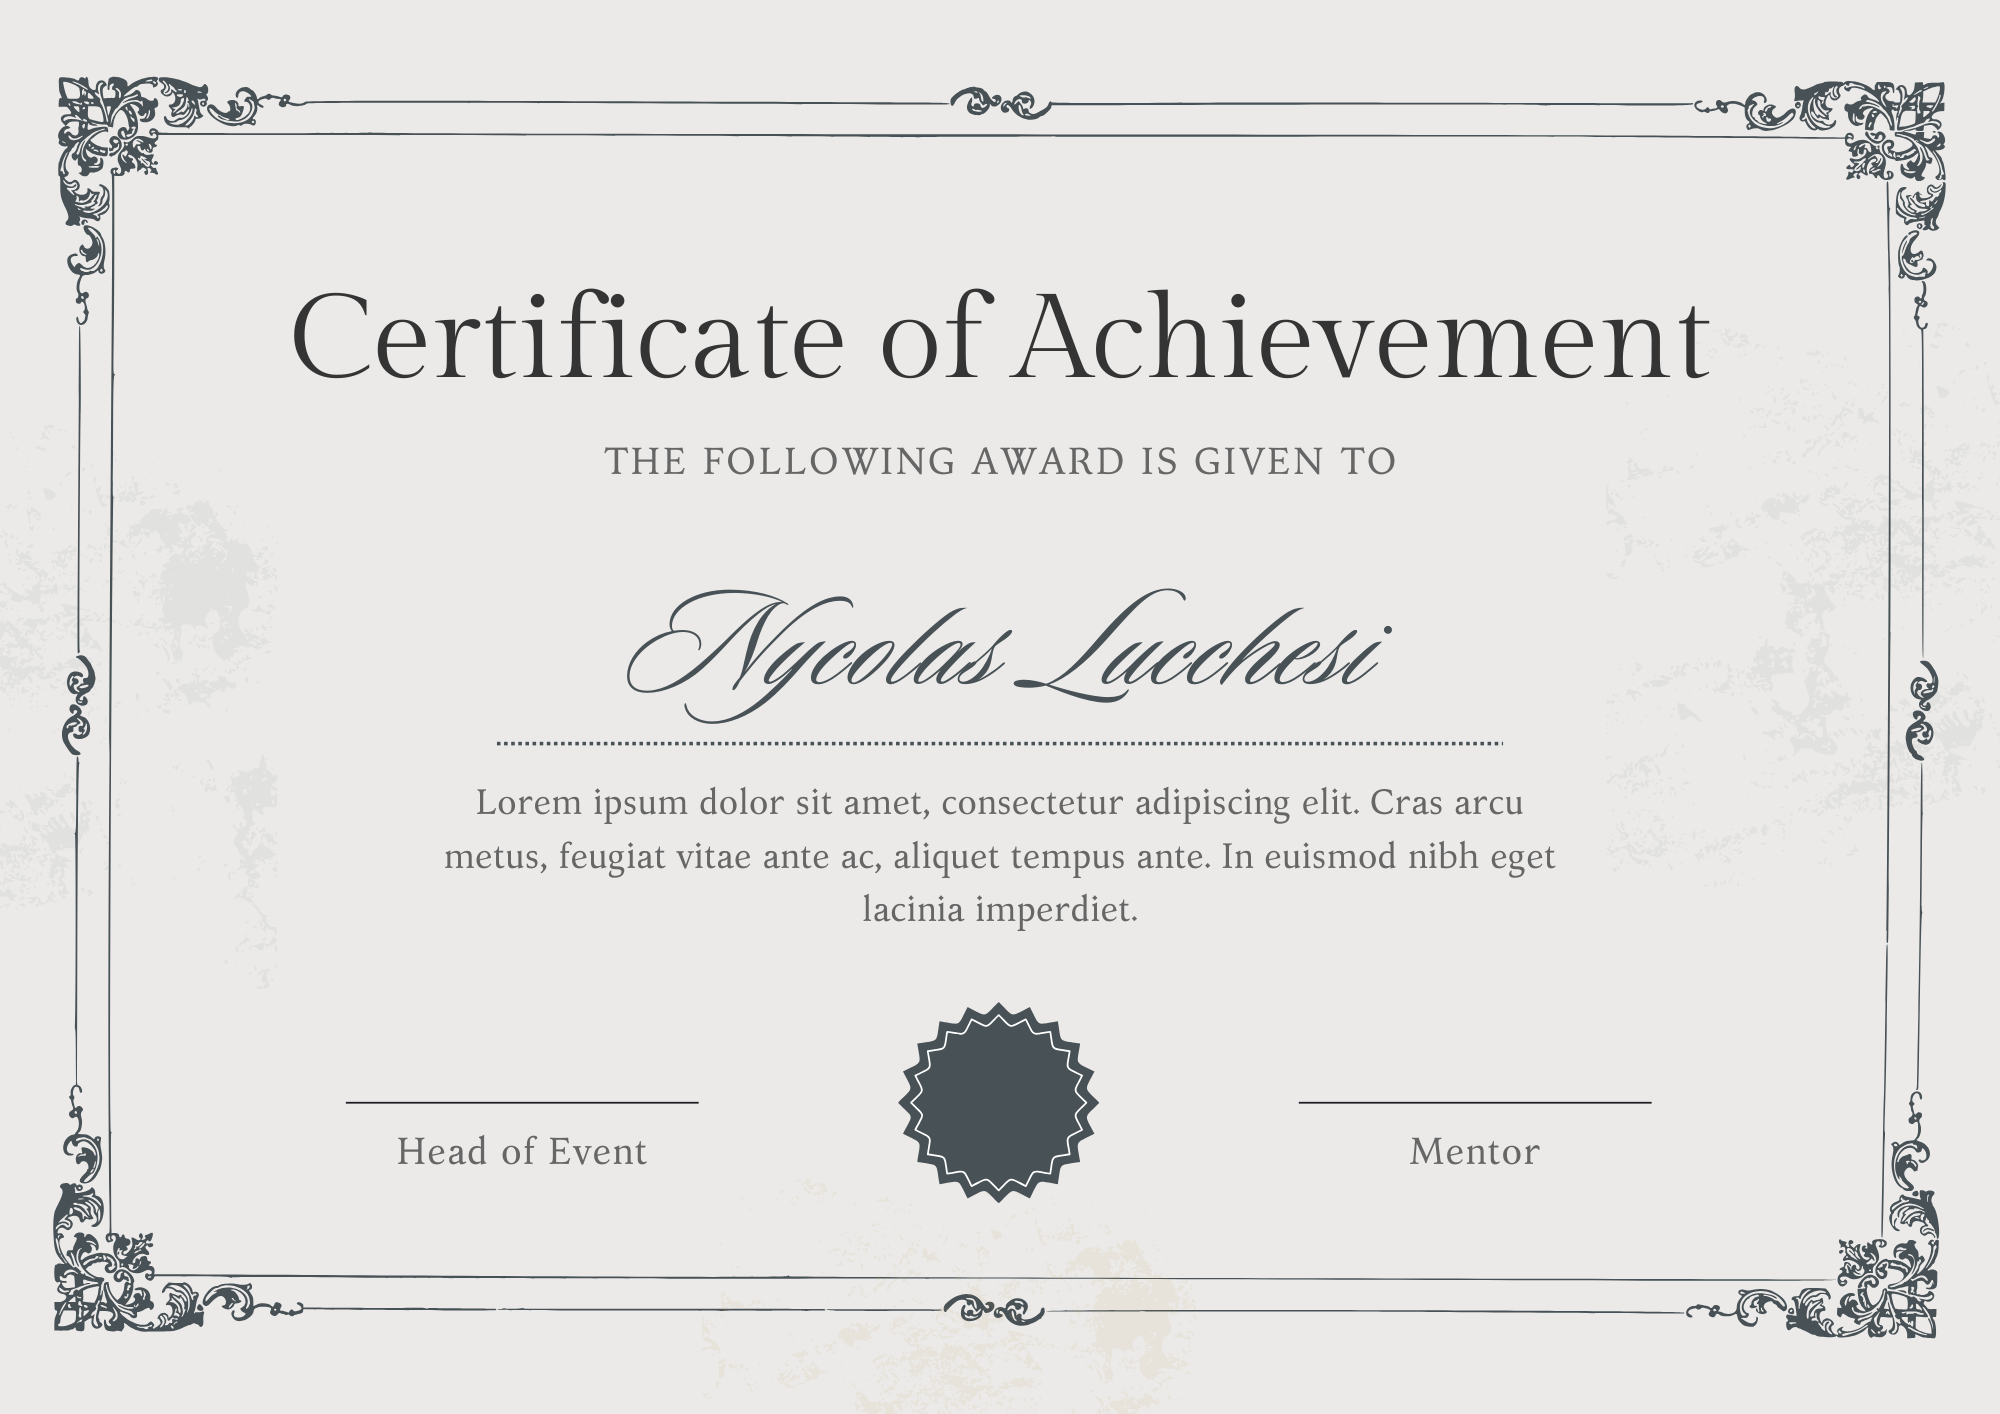 Certificate of Achievement
THE FOLLOWING AWARD IS GIVEN TO
Nycolas Lucchesi
Lorem ipsum dolor sit amet, consectetur adipiscing elit. Cras arcu
metus, feugiat vitae ante ac, aliquet tempus ante. In euismod nibh eget
lacinia imperdiet.
Head of Event
Mentor